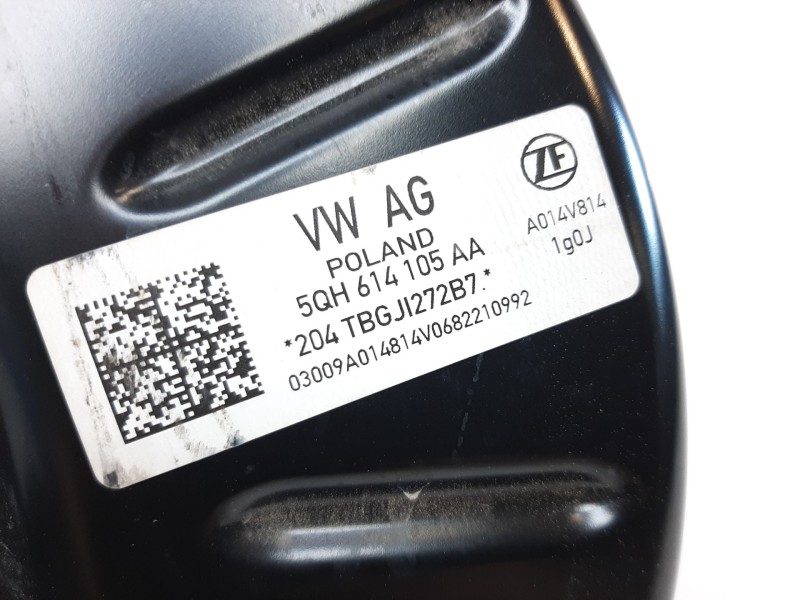 VW AG
POLAND
5QH 614 105 AA
*204 TBGJI272B7.*
03009A014814V0682210992
ZF
A014V814
1g0J